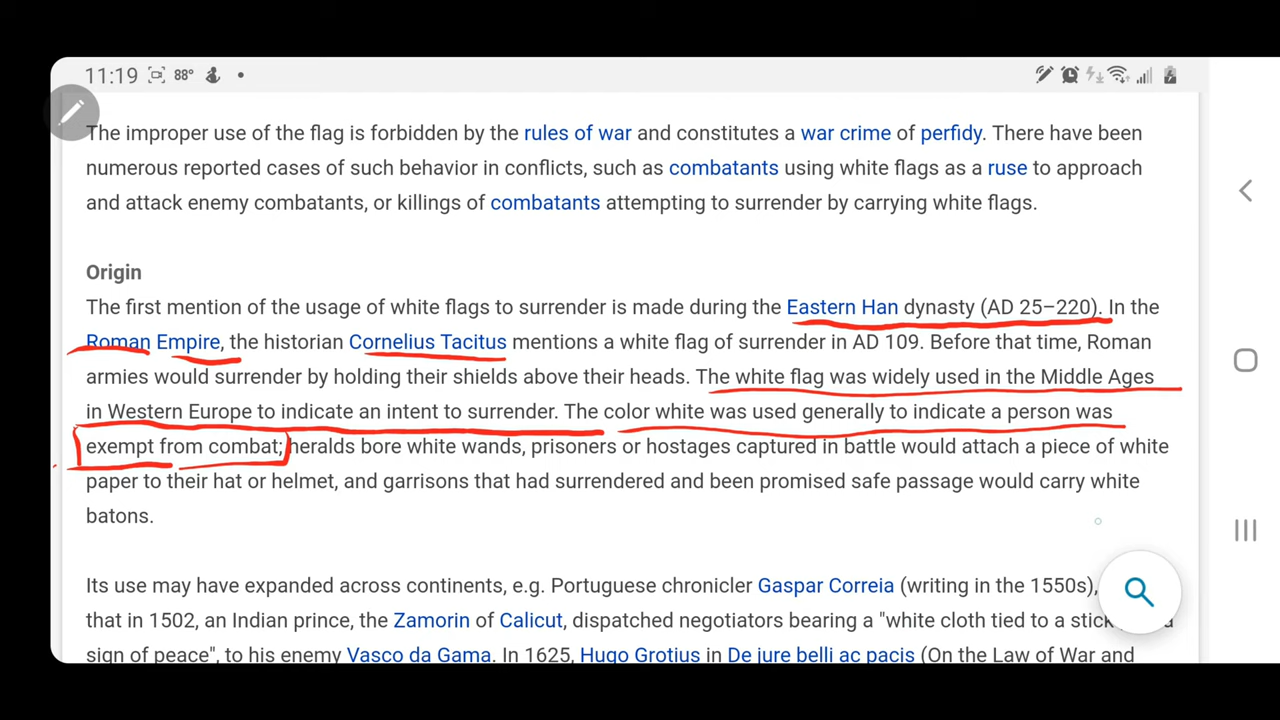 11:19 88°
The improper use of the flag is forbidden by the rules of war and constitutes a war crime of perfidy. There have been
numerous reported cases of such behavior in conflicts, such as combatants using white flags as a ruse to approach
and attack enemy combatants, or killings of combatants attempting to surrender by carrying white flags.
Origin
The first mention of the usage of white flags to surrender is made during the Eastern Han dynasty (AD 25–220). In the
Roman Empire, the historian Cornelius Tacitus mentions a white flag of surrender in AD 109. Before that time, Roman
armies would surrender by holding their shields above their heads. The white flag was widely used in the Middle Ages
in Western Europe to indicate an intent to surrender. The color white was used generally to indicate a person was
exempt from combat; heralds bore white wands, prisoners or hostages captured in battle would attach a piece of white
paper to their hat or helmet, and garrisons that had surrendered and been promised safe passage would carry white
batons.
Its use may have expanded across continents, e.g. Portuguese chronicler Gaspar Correia (writing in the 1550s),
that in 1502, an Indian prince, the Zamorin of Calicut, dispatched negotiators bearing a "white cloth tied to a stick
sign of peace", to his enemy Vasco da Gama. In 1625, Hugo Grotius in De jure belli ac pacis (On the Law of War and